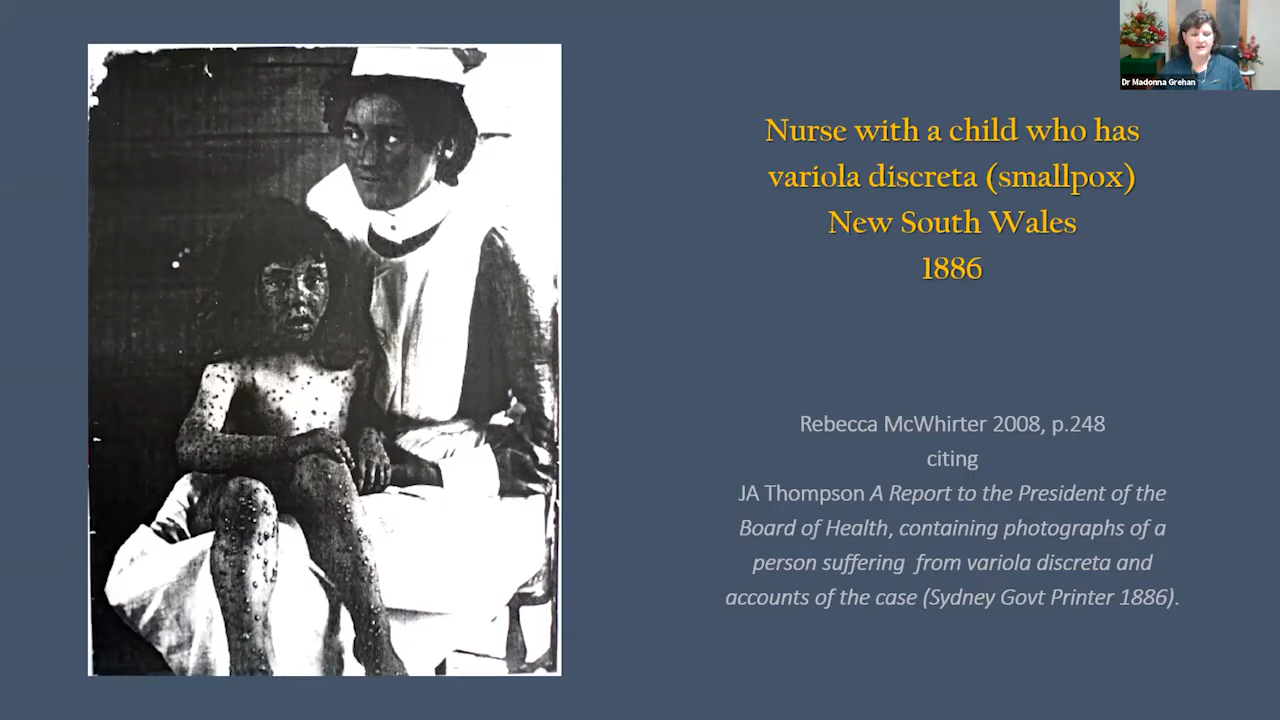 Dr Madonna Grehan
Nurse with a child who has
variola discreta (smallpox)
New South Wales
1886
Rebecca McWhirter 2008, p.248
citing
JA Thompson A Report to the President of the
Board of Health, containing photographs of a
person suffering from variola discreta and
accounts of the case (Sydney Govt Printer 1886).